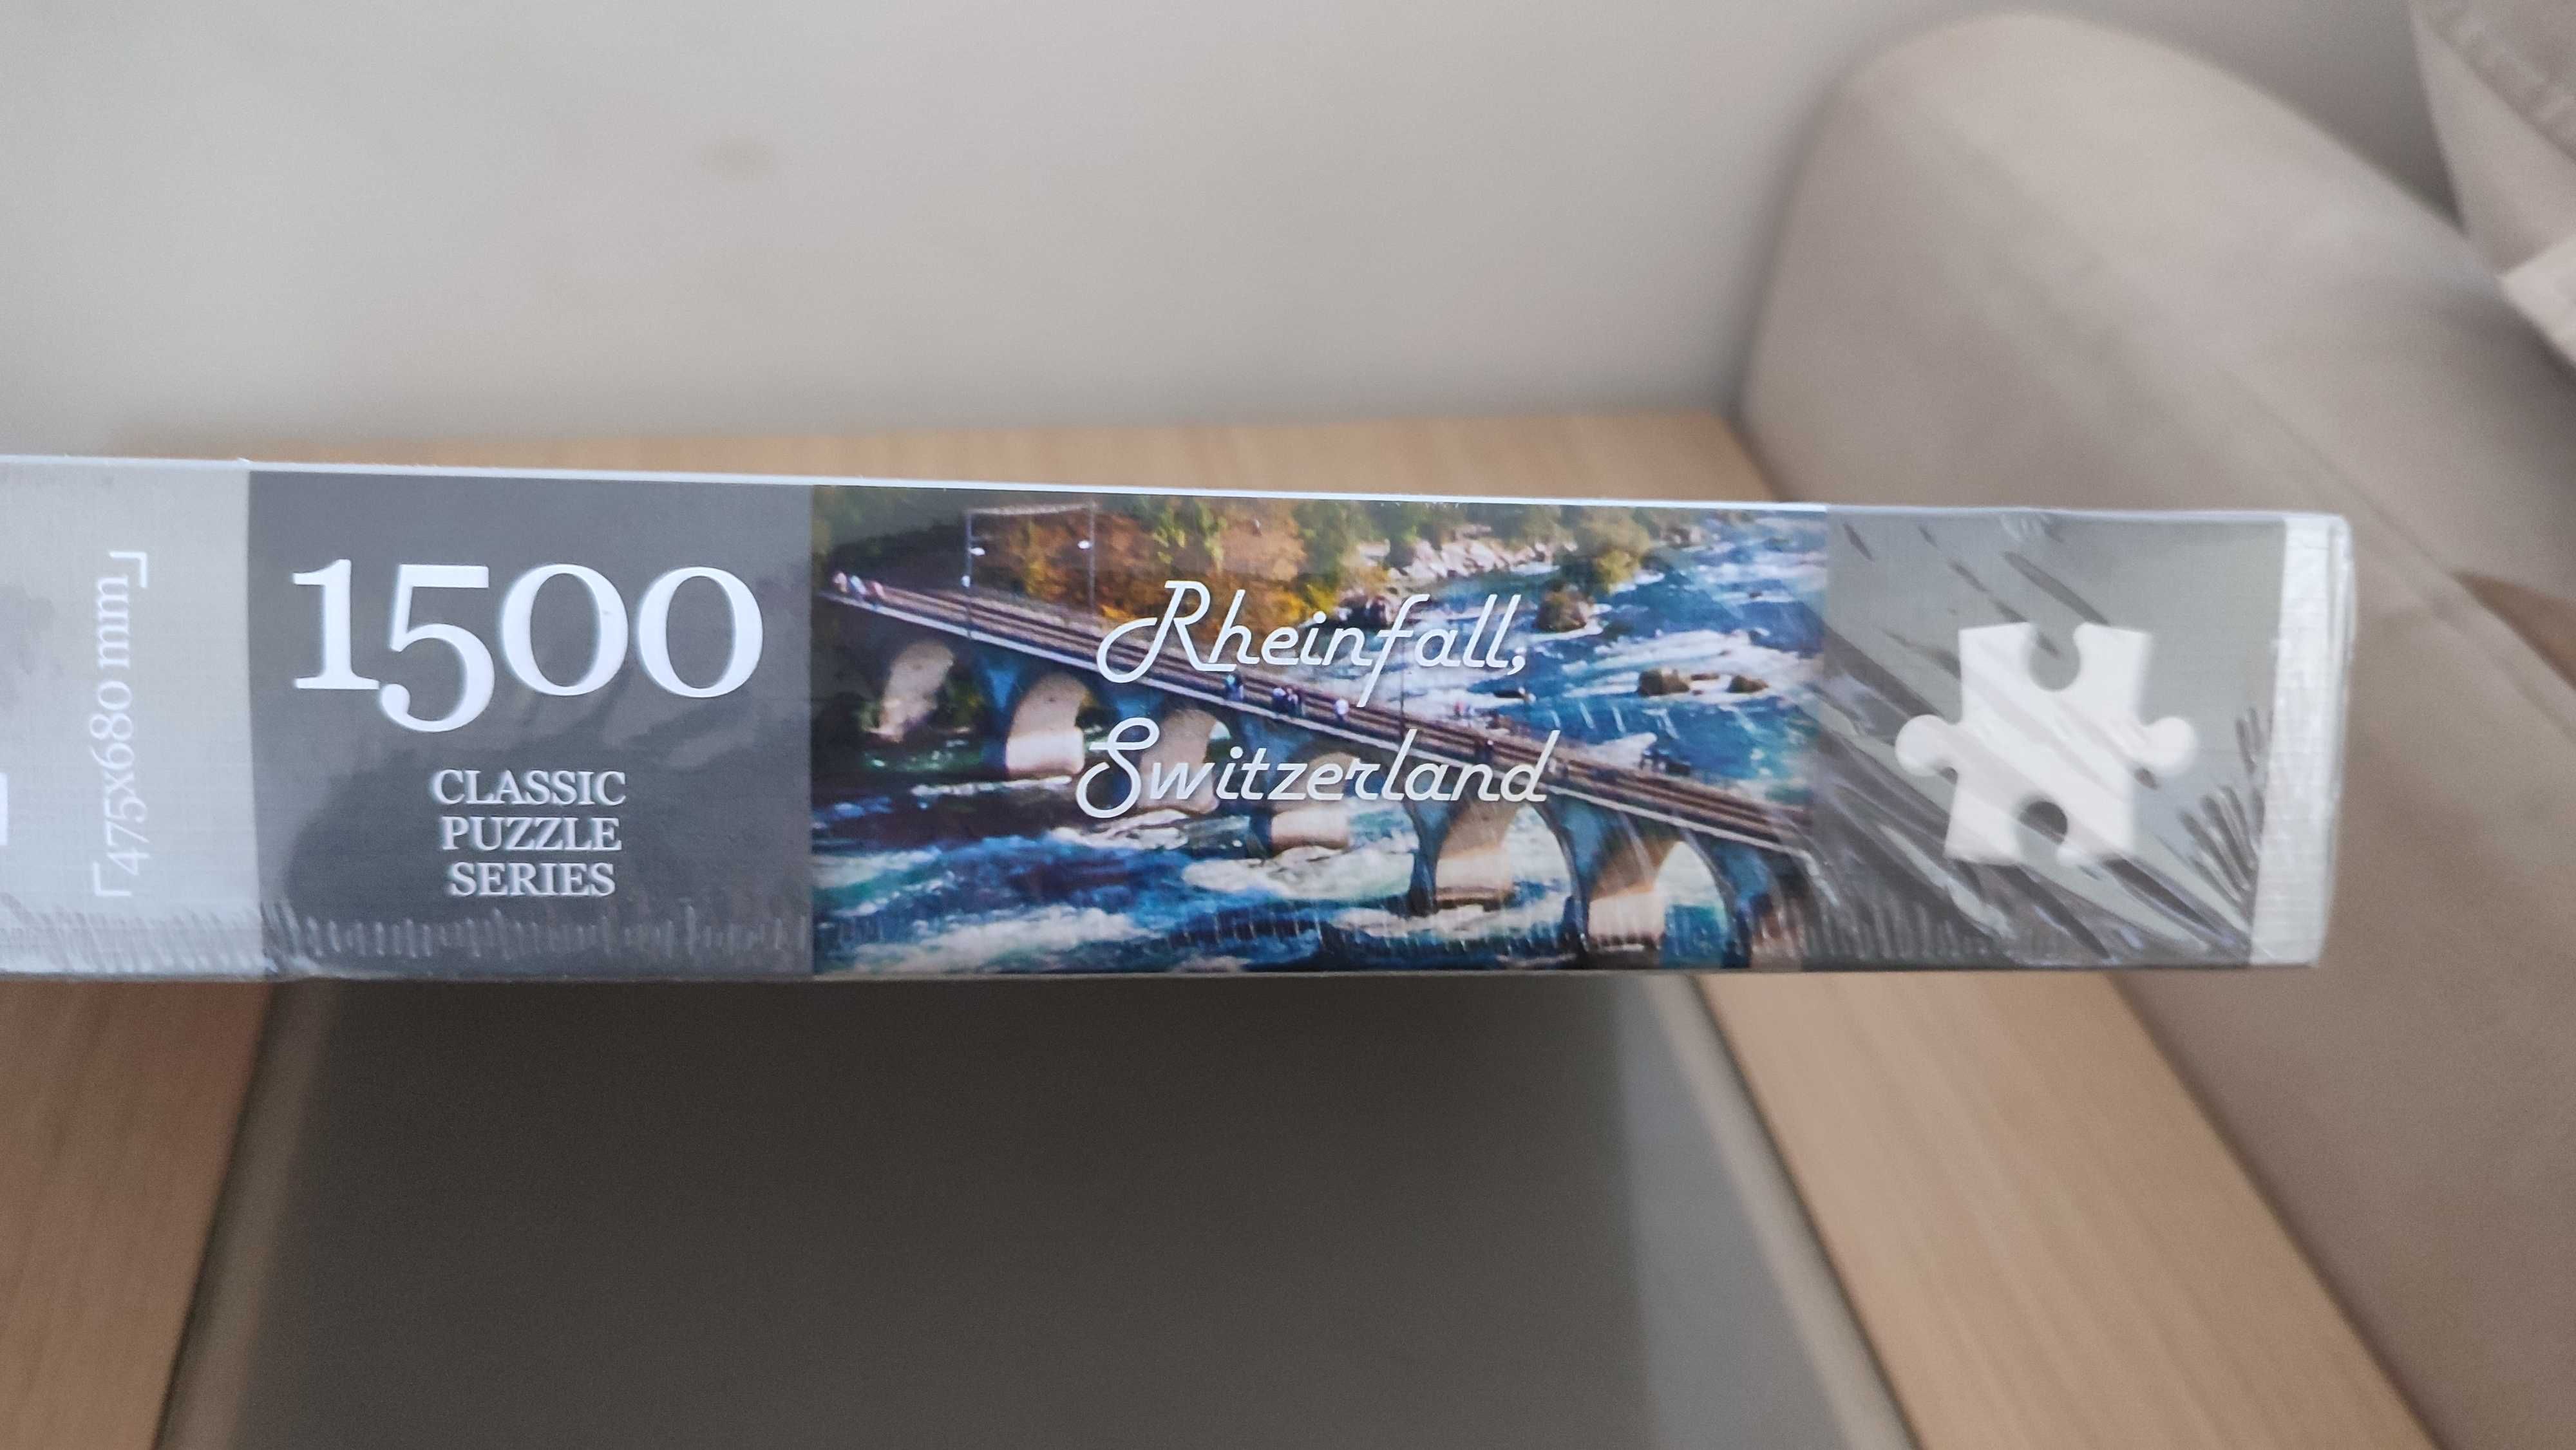 「475x680 mm」
1500
CLASSIC
PUZZLE
SERIES
Rheinfall,
Switzerland